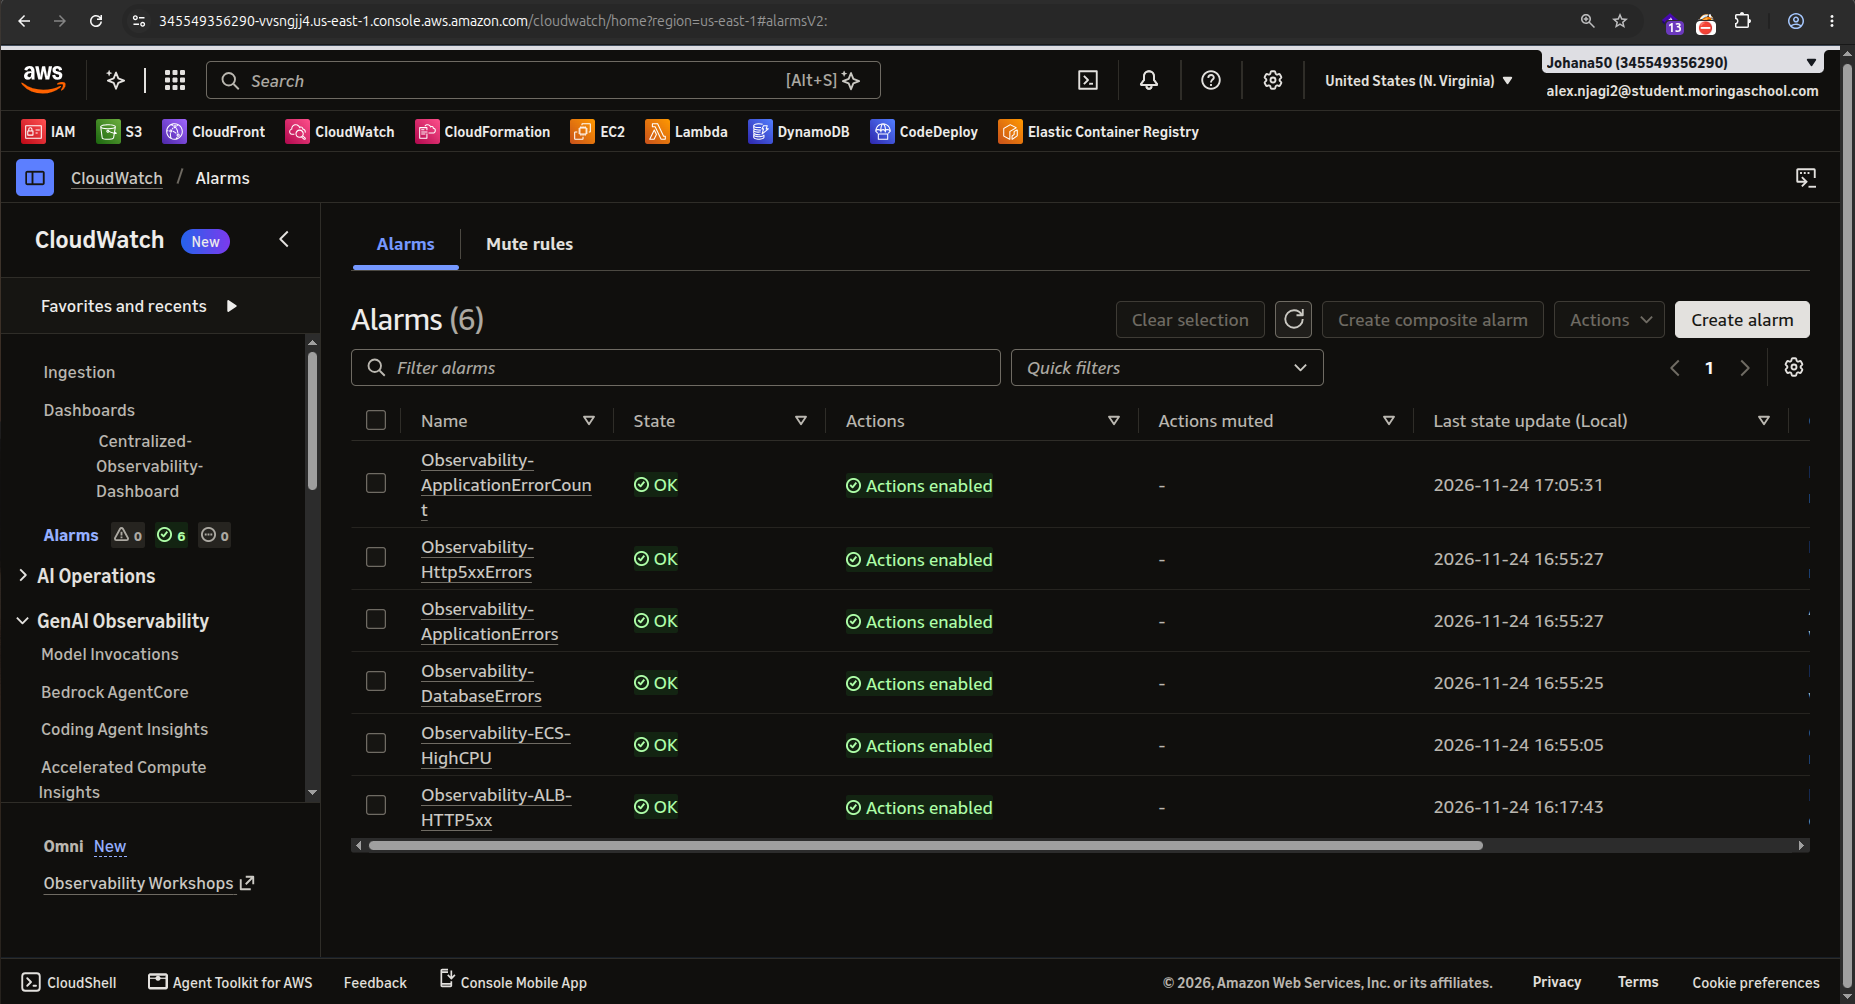 345549356290-vvsngjj4.us-east-1.console.aws.amazon.com/cloudwatch/home?region=us-east-1#alarmsV2:
13
aws
Search
[Alt+S]
United States (N. Virginia)
Johana50 (345549356290)
alex.njagi2@student.moringaschool.com
IAM S3 CloudFront CloudWatch CloudFormation EC2 Lambda DynamoDB CodeDeploy Elastic Container Registry
CloudWatch / Alarms
CloudWatch New
Favorites and recents
Ingestion
Dashboards
Centralized-
Observability-
Dashboard
Alarms 0 6 0
AI Operations
GenAI Observability
Model Invocations
Bedrock AgentCore
Coding Agent Insights
Accelerated Compute
Insights
Omni New
Observability Workshops
Alarms Mute rules
Alarms (6)
Clear selection Create composite alarm Actions Create alarm
Filter alarms Quick filters 1
Name State Actions Actions muted Last state update (Local)
Observability-
ApplicationErrorCoun
t
OK Actions enabled - 2026-11-24 17:05:31
Observability-
Http5xxErrors
OK Actions enabled - 2026-11-24 16:55:27
Observability-
ApplicationErrors
OK Actions enabled - 2026-11-24 16:55:27
Observability-
DatabaseErrors
OK Actions enabled - 2026-11-24 16:55:25
Observability-ECS-
HighCPU
OK Actions enabled - 2026-11-24 16:55:05
Observability-ALB-
HTTP5xx
OK Actions enabled - 2026-11-24 16:17:43
CloudShell Agent Toolkit for AWS Feedback Console Mobile App © 2026, Amazon Web Services, Inc. or its affiliates. Privacy Terms Cookie preferences